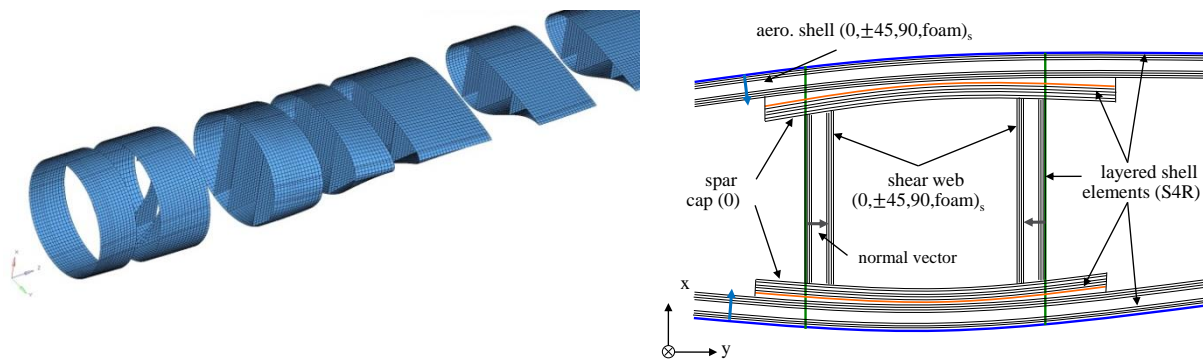 aero. shell (0,±45,90,foam)s
spar
cap (0)
shear web
(0,±45,90,foam)s
layered shell
elements (S4R)
normal vector
x
y